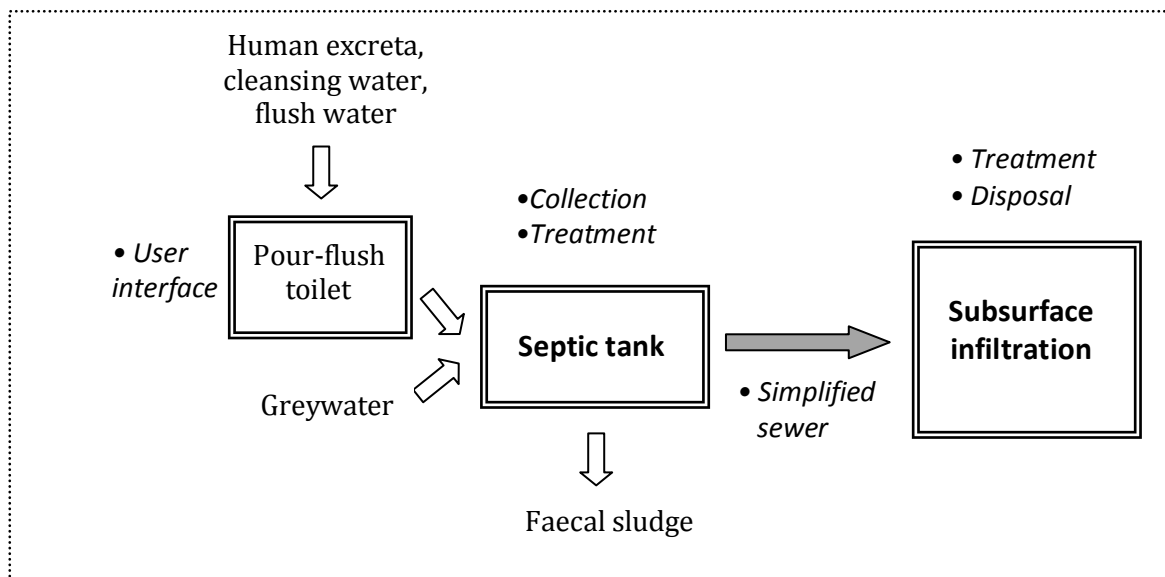 Human excreta,
cleansing water,
flush water
• User
interface
Pour-flush
toilet
Greywater
•Collection
•Treatment
Septic tank
Faecal sludge
• Simplified
sewer
• Treatment
• Disposal
Subsurface
infiltration